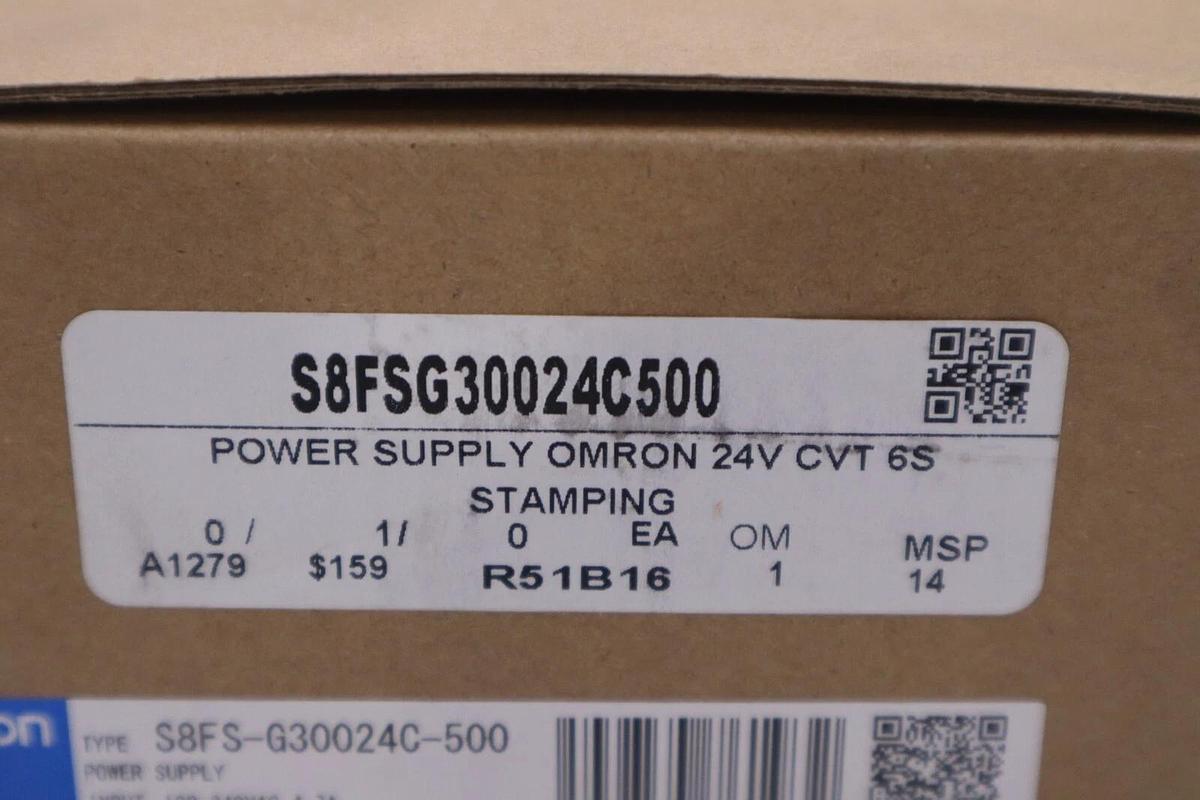 S8FSG30024C500
POWER SUPPLY OMRON 24V CVT 6S
STAMPING
0 / 1 / 0 EA OM MSP
A1279 $159 R51B16 1 14
on
TYPE S8FS-G30024C-500
POWER SUPPLY